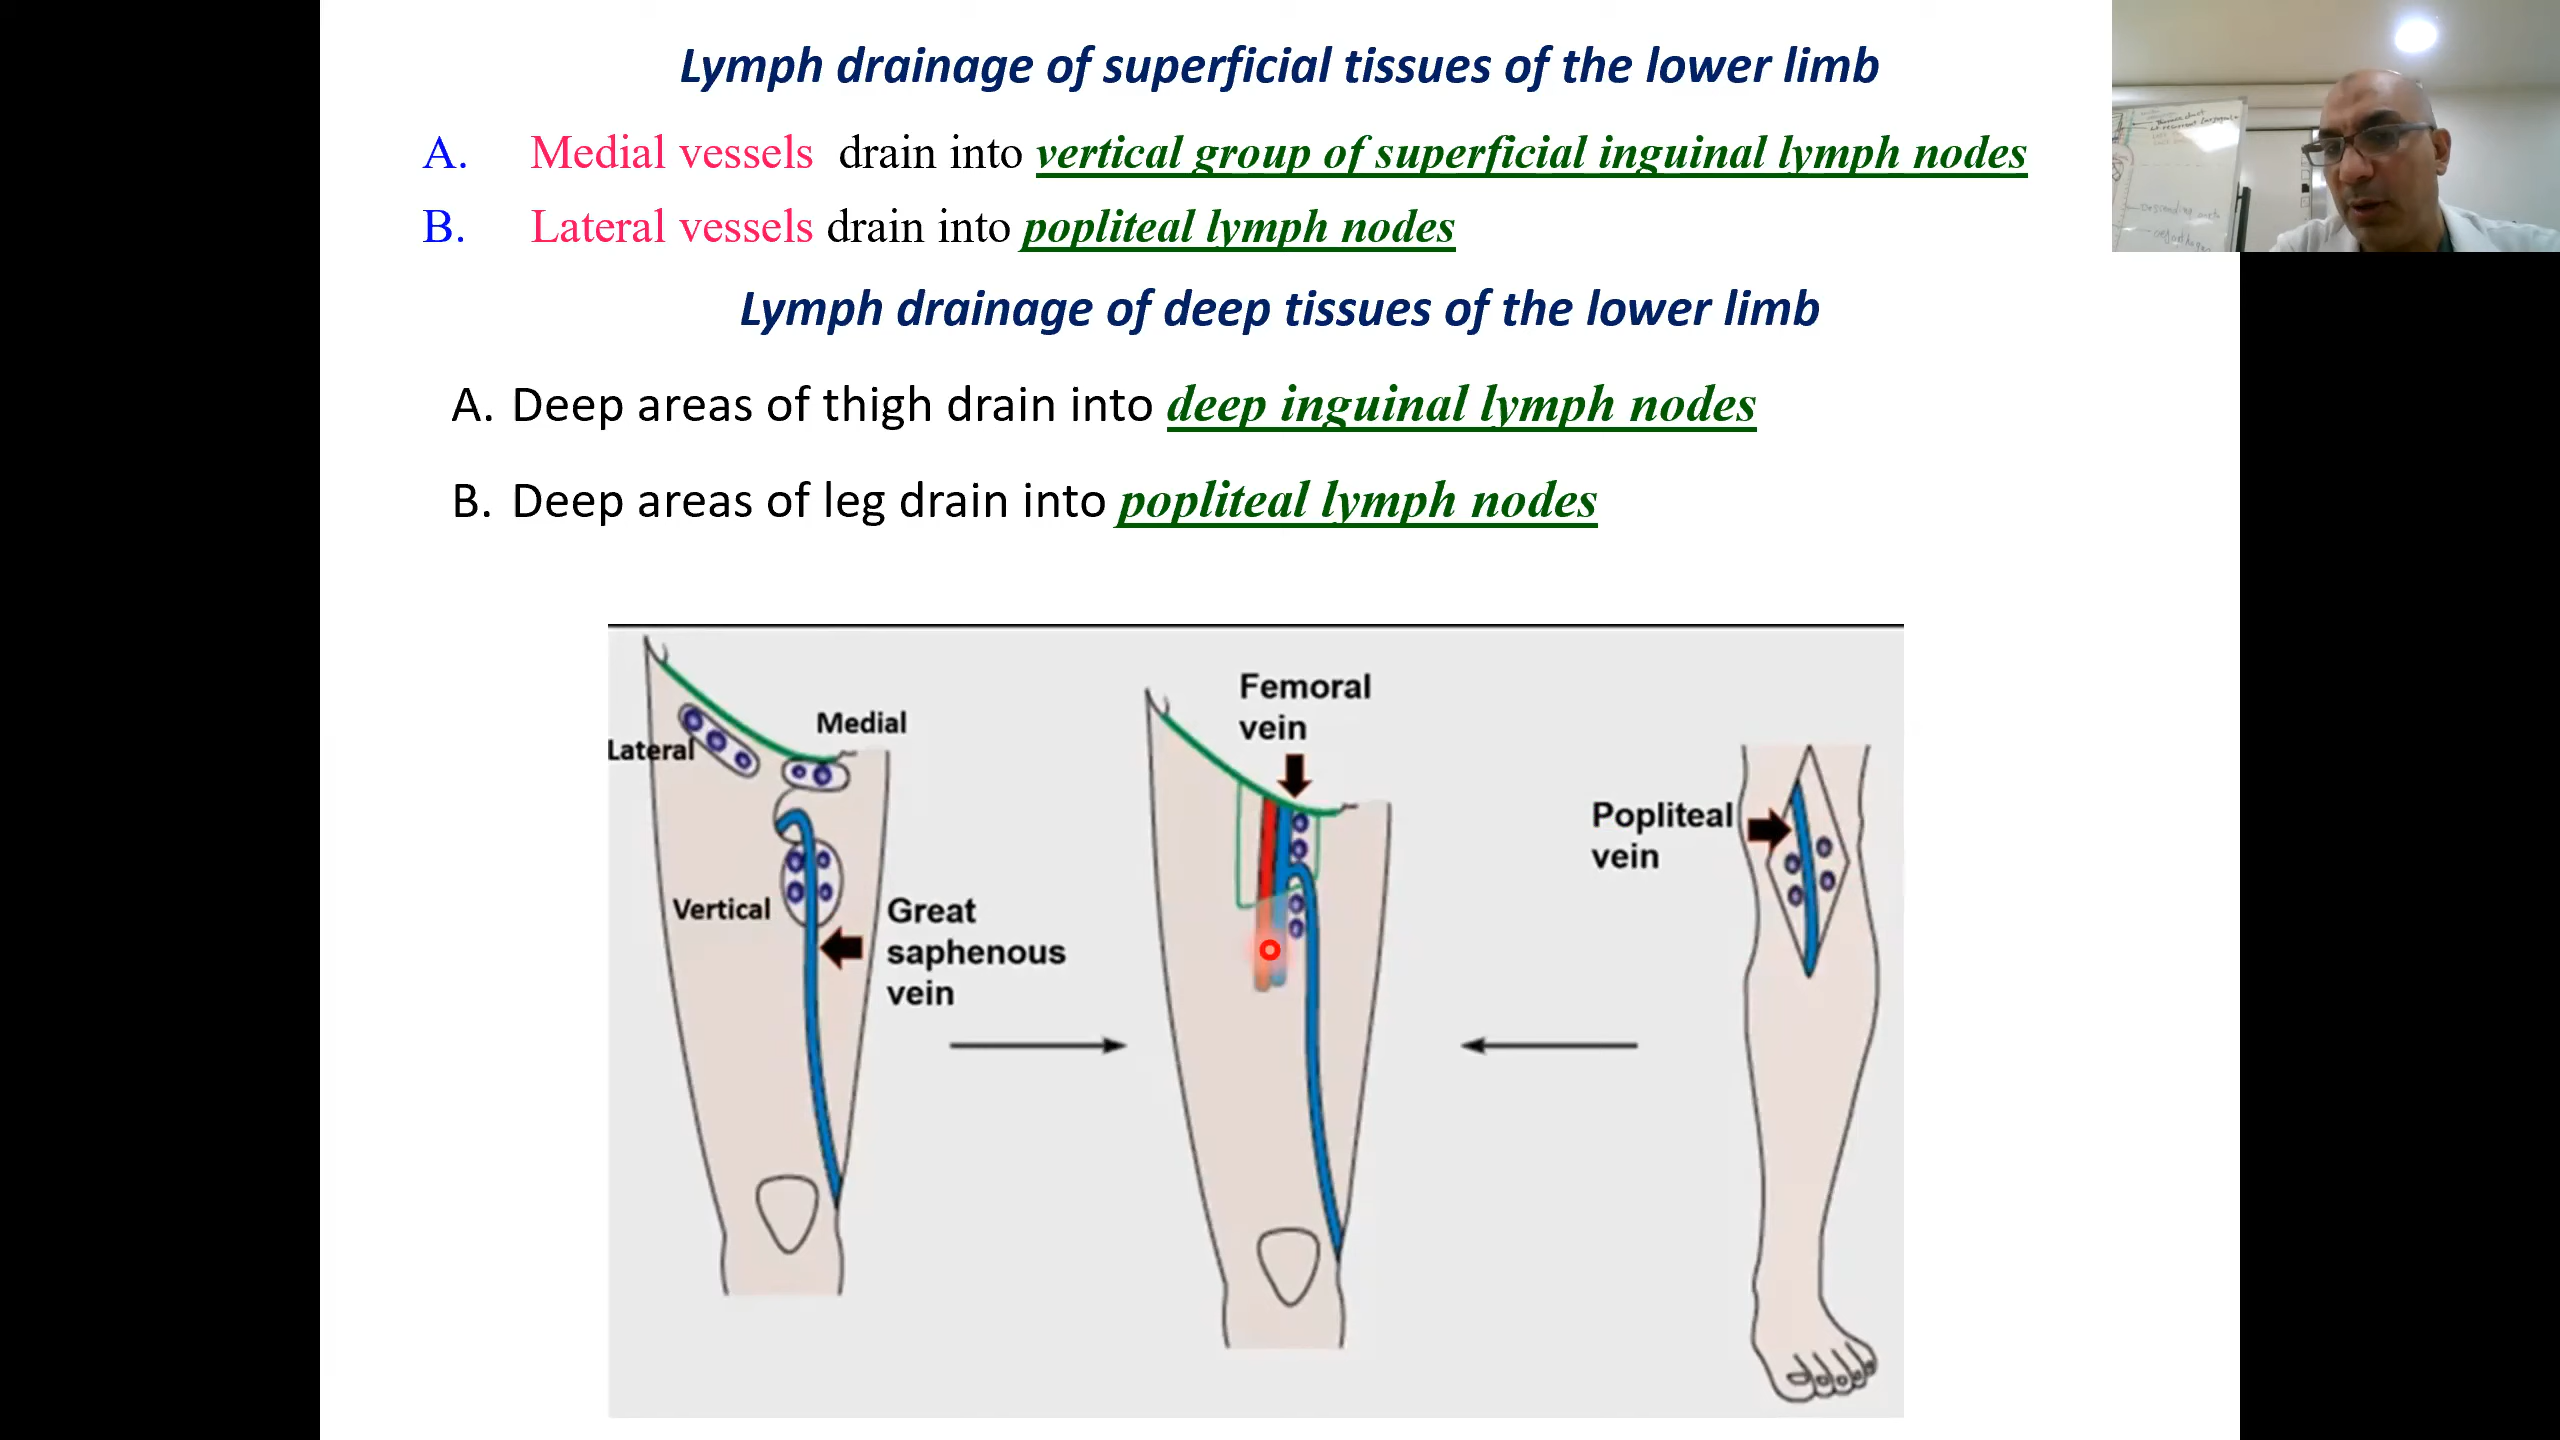 Lymph drainage of superficial tissues of the lower limb
A. Medial vessels drain into vertical group of superficial inguinal lymph nodes
B. Lateral vessels drain into popliteal lymph nodes
Lymph drainage of deep tissues of the lower limb
A. Deep areas of thigh drain into deep inguinal lymph nodes
B. Deep areas of leg drain into popliteal lymph nodes
Lateral
Medial
Vertical
Great
saphenous
vein
Femoral
vein
Popliteal
vein